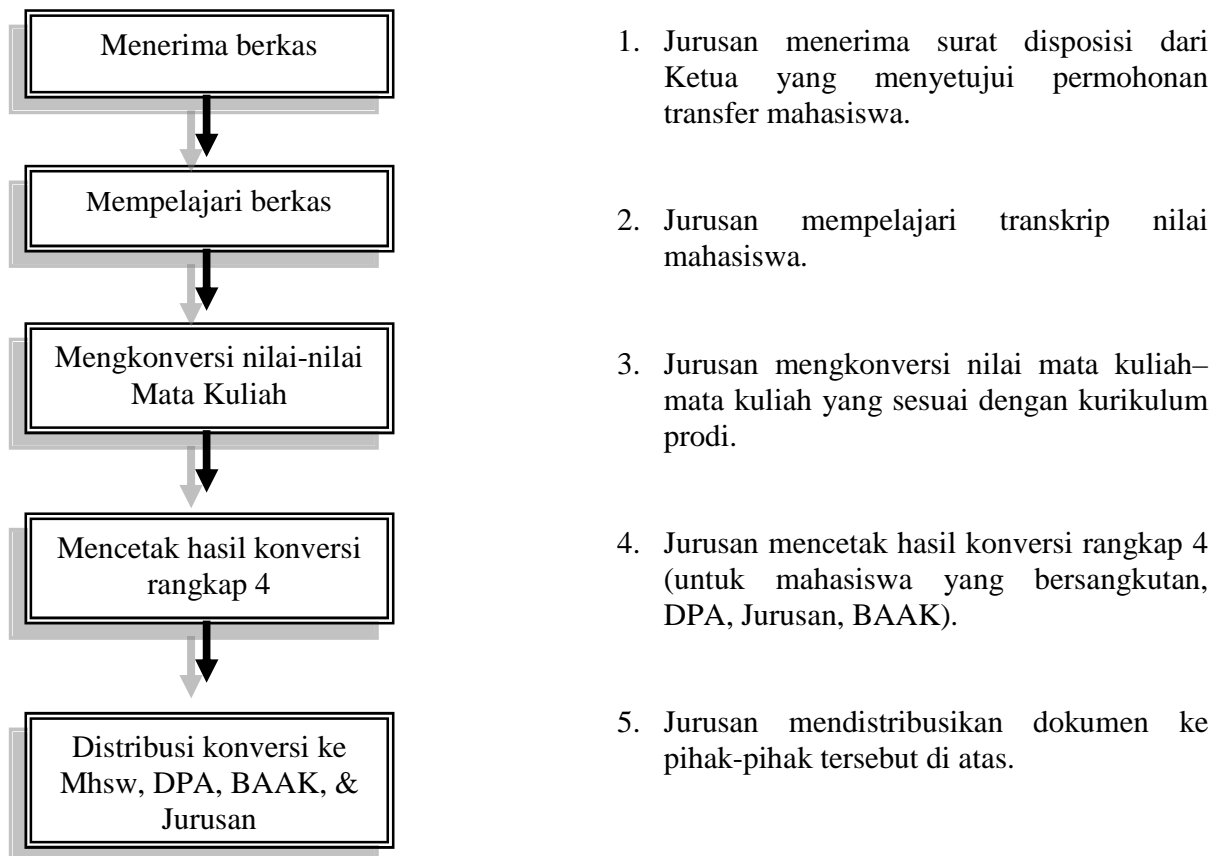 Menerima berkas
1. Jurusan menerima surat disposisi dari
Ketua yang menyetujui permohonan
transfer mahasiswa.
Mempelajari berkas
2. Jurusan mempelajari transkrip nilai
mahasiswa.
Mengkonversi nilai-nilai
Mata Kuliah
3. Jurusan mengkonversi nilai mata kuliah–
mata kuliah yang sesuai dengan kurikulum
prodi.
Mencetak hasil konversi
rangkap 4
4. Jurusan mencetak hasil konversi rangkap 4
(untuk mahasiswa yang bersangkutan,
DPA, Jurusan, BAAK).
Distribusi konversi ke
Mhsw, DPA, BAAK, &
Jurusan
5. Jurusan mendistribusikan dokumen ke
pihak-pihak tersebut di atas.